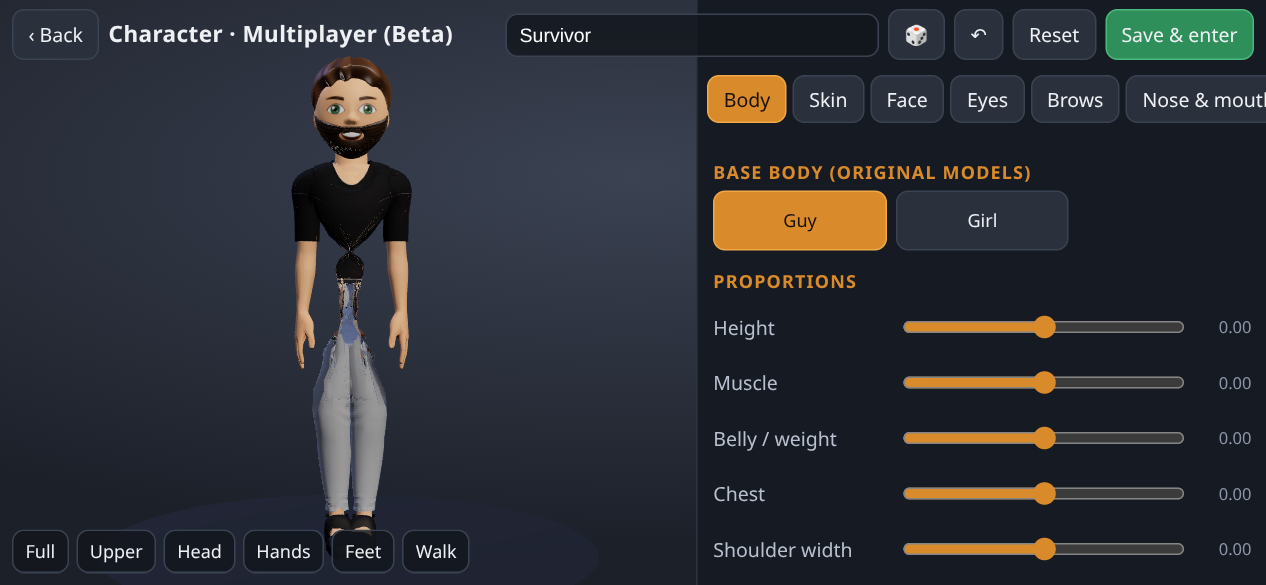 ‹ Back
Character · Multiplayer (Beta)
Survivor
Reset
Save & enter
Body
Skin
Face
Eyes
Brows
Nose & mouth
BASE BODY (ORIGINAL MODELS)
Guy
Girl
PROPORTIONS
Height 0.00
Muscle 0.00
Belly / weight 0.00
Chest 0.00
Shoulder width 0.00
Full
Upper
Head
Hands
Feet
Walk